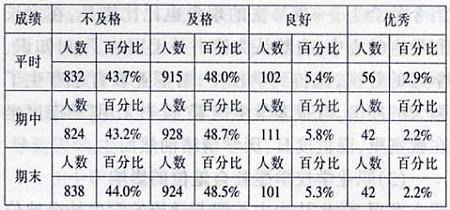 成绩 不及格 及格 良好 优秀
平时 人数 百分比 人数 百分比 人数 百分比 人数 百分比
832 43.7% 915 48.0% 102 5.4% 56 2.9%
期中 人数 百分比 人数 百分比 人数 百分比 人数 百分比
824 43.2% 928 48.7% 111 5.8% 42 2.2%
期末 人数 百分比 人数 百分比 人数 百分比 人数 百分比
838 44.0% 924 48.5% 101 5.3% 42 2.2%